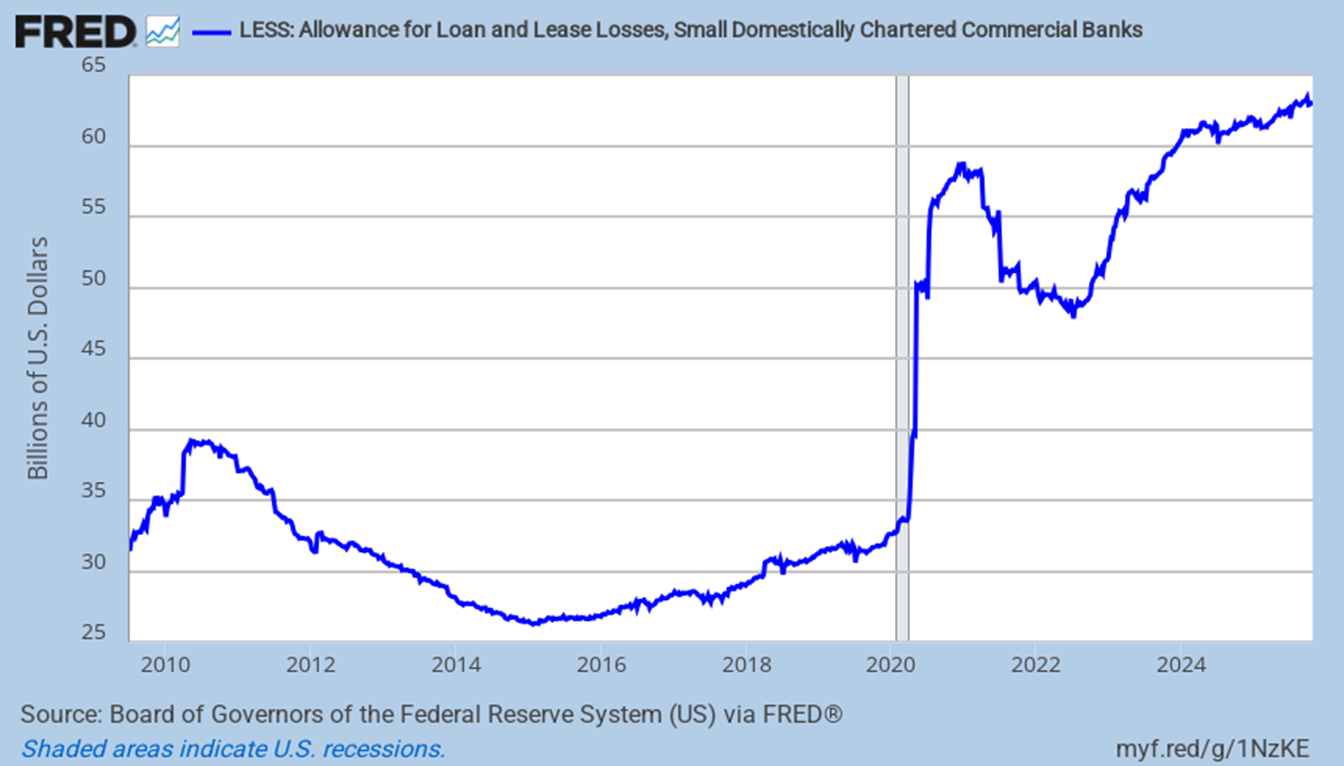 FRED
LESS: Allowance for Loan and Lease Losses, Small Domestically Chartered Commercial Banks
65
60
55
50
45
40
35
30
25
Billions of U.S. Dollars
2010 2012 2014 2016 2018 2020 2022 2024
Source: Board of Governors of the Federal Reserve System (US) via FRED®
Shaded areas indicate U.S. recessions.
myf.red/g/1NzKE